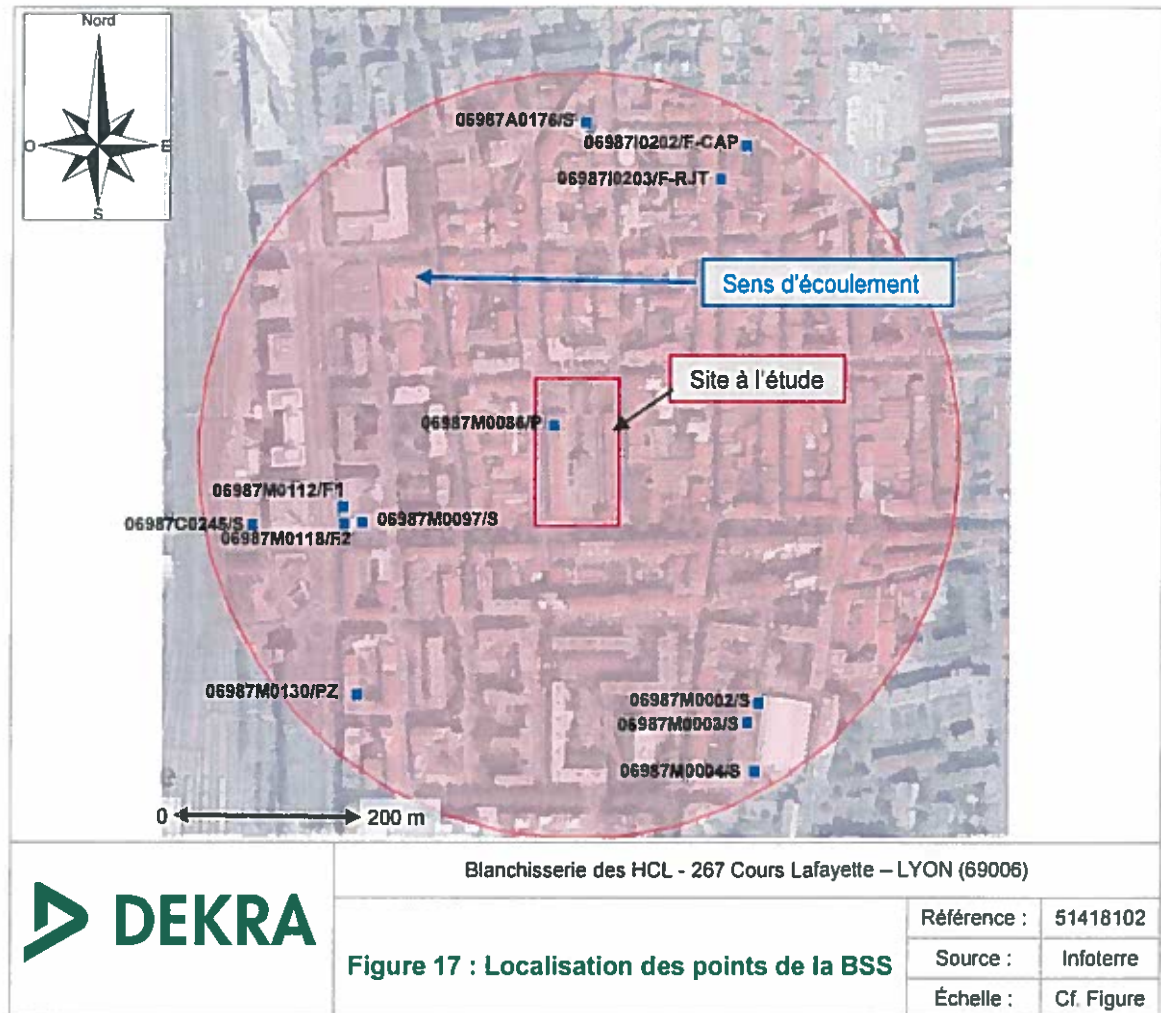 Nord
O
E
S
06987A0176/S
06987I0202/F-CAP
06987I0203/F-RJT
Sens d'écoulement
Site à l'étude
06987M0086/P
06987M0112/F1
06987C0245/S
06987M0097/S
06987M0118/F2
06987M0130/PZ
06987M0002/S
06987M0003/S
06987M0004/S
0
200 m
Blanchisserie des HCL - 267 Cours Lafayette – LYON (69006)
DEKRA
Figure 17 : Localisation des points de la BSS
Référence :
51418102
Source :
Infoterre
Échelle :
Cf. Figure